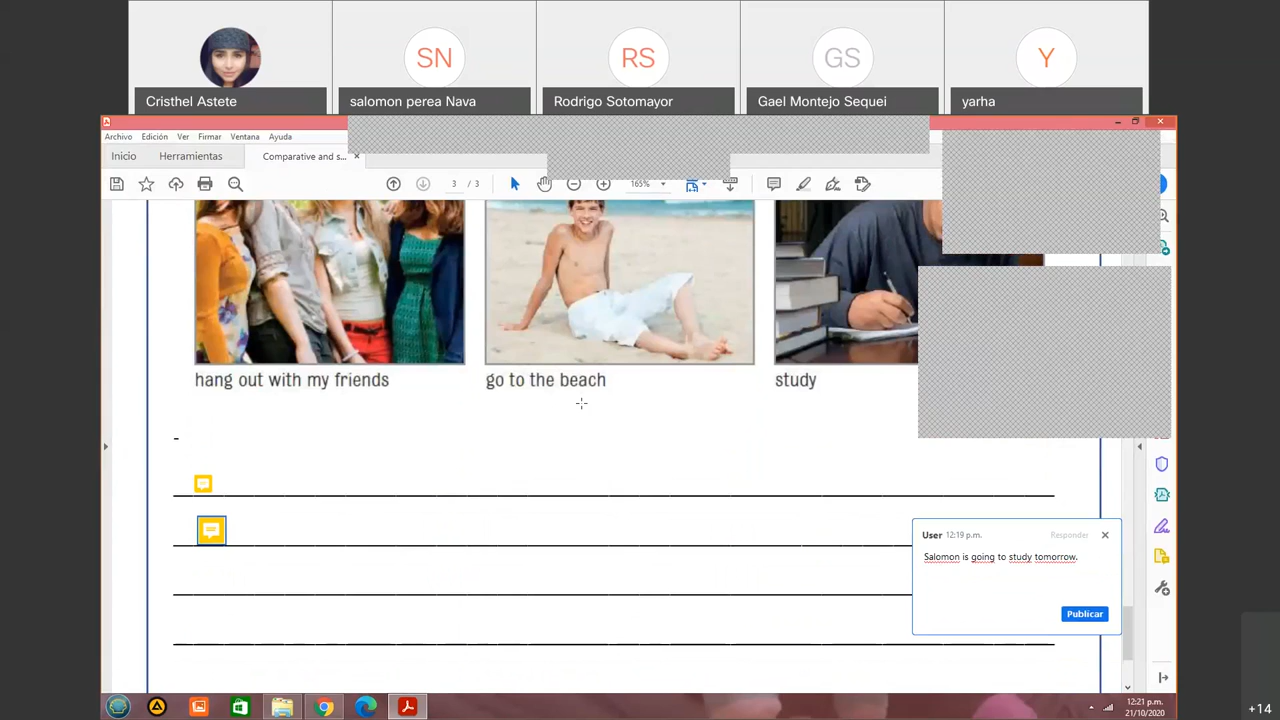 SN
RS
GS
Y
Cristhel Astete
salomon perea Nava
Rodrigo Sotomayor
Gael Montejo Sequei
yarha
Archivo Edición Ver Firmar Ventana Ayuda
Inicio Herramientas Comparative and s...
3 / 3 165%
hang out with my friends go to the beach study
User 12:19 p.m. Responder
Salomon is going to study tomorrow.
Publicar
12:21 p.m.
21/10/2020
+14